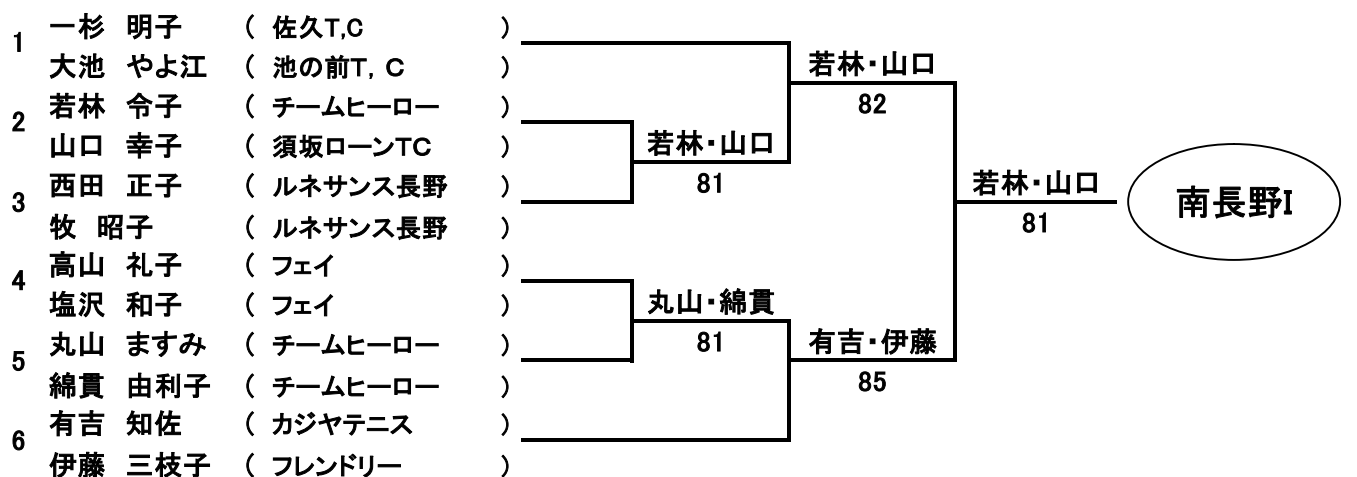 1 一杉 明子 ( 佐久T,C )
大池 やよ江 ( 池の前T,C )
若林・山口
2 若林 令子 ( チームヒーロー )
82
山口 幸子 ( 須坂ローンTC )
若林・山口
3 西田 正子 ( ルネサンス長野 )
81
若林・山口
南長野I
81
牧 昭子 ( ルネサンス長野 )
4 高山 礼子 ( フェイ )
塩沢 和子 ( フェイ )
丸山・綿貫
5 丸山 ますみ ( チームヒーロー )
81
有吉・伊藤
85
綿貫 由利子 ( チームヒーロー )
6 有吉 知佐 ( カジヤテニス )
伊藤 三枝子 ( フレンドリー )